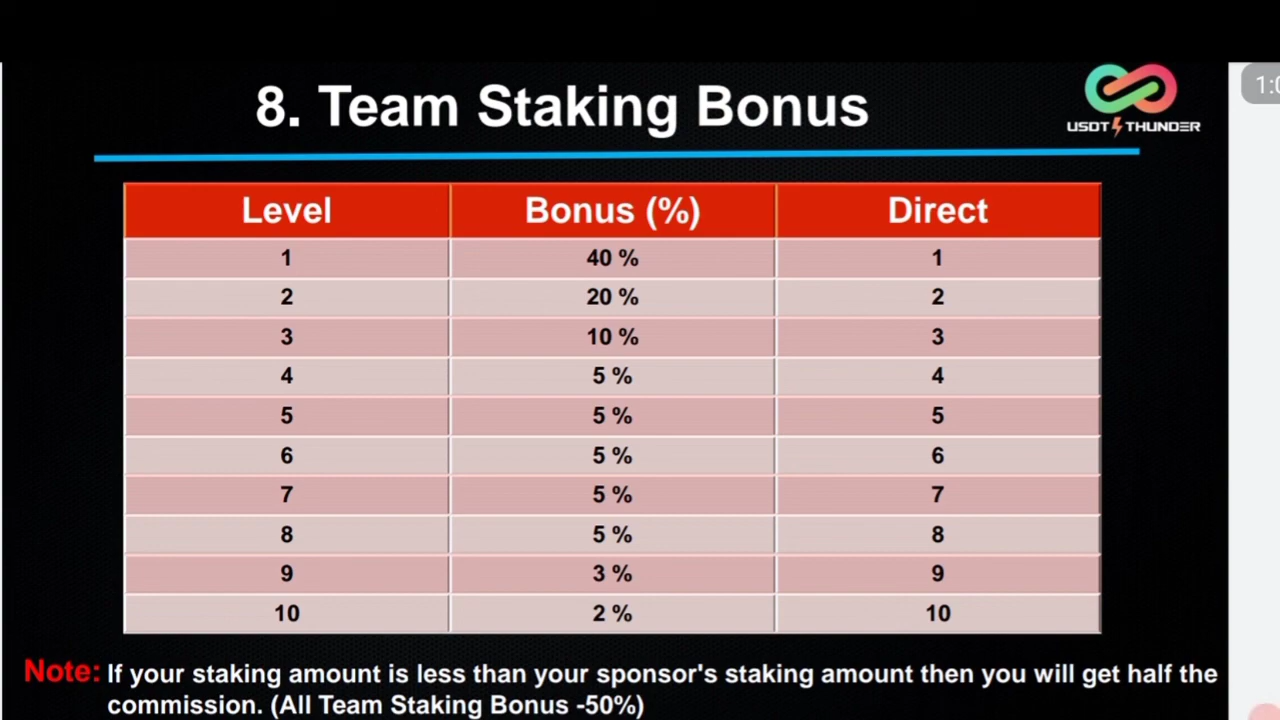 8. Team Staking Bonus
USDT THUNDER
Level Bonus (%) Direct
1 40 % 1
2 20 % 2
3 10 % 3
4 5 % 4
5 5 % 5
6 5 % 6
7 5 % 7
8 5 % 8
9 3 % 9
10 2 % 10
Note: If your staking amount is less than your sponsor's staking amount then you will get half the
commission. (All Team Staking Bonus -50%)